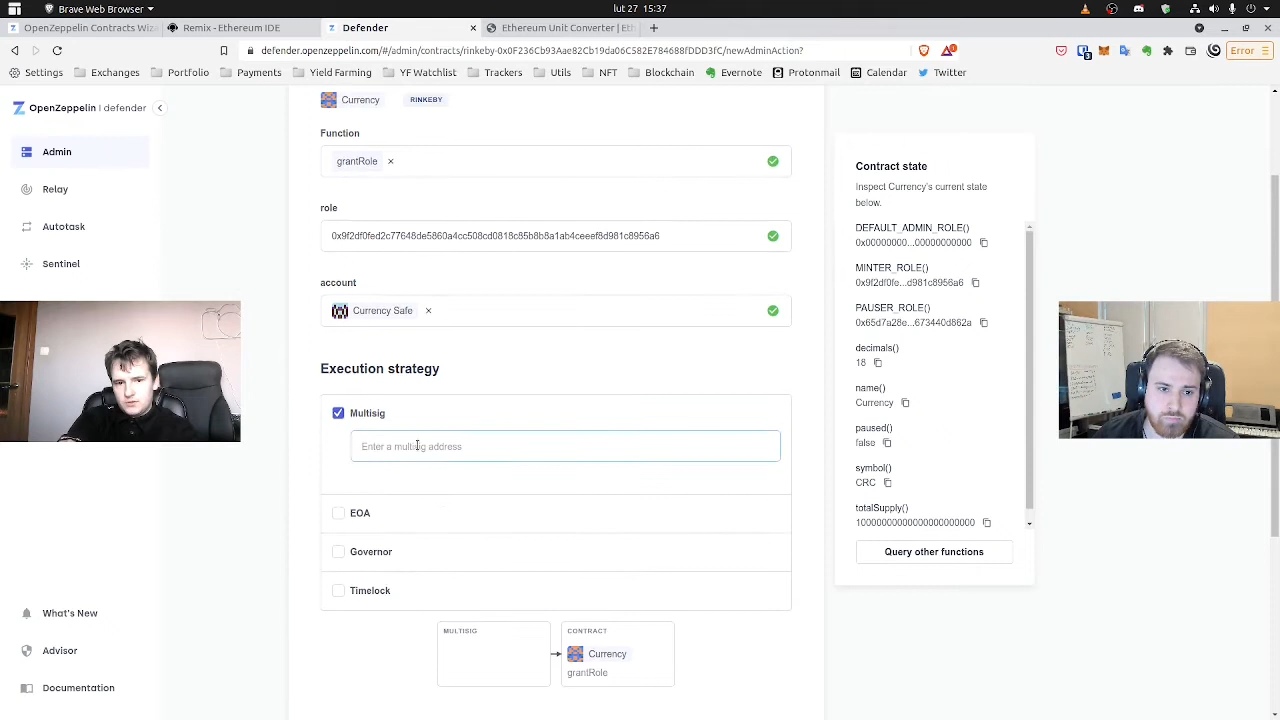 Brave Web Browser
lut 27 15:37
OpenZeppelin Contracts Wiza
Remix - Ethereum IDE
Defender
Ethereum Unit Converter | Eth
defender.openzeppelin.com/#/admin/contracts/rinkeby-0x0F236Cb93Aae82Cb19da06C582E784688fDDD3fC/newAdminAction?
Error
Settings
Exchanges
Portfolio
Payments
Yield Farming
YF Watchlist
Trackers
Utils
NFT
Blockchain
Evernote
Protonmail
Calendar
Twitter
OpenZeppelin | defender
Admin
Relay
Autotask
Sentinel
What's New
Advisor
Documentation
Currency
RINKEBY
Function
grantRole ×
role
0x9f2df0fed2c77648de5860a4cc508cd0818c85b8b8a1ab4ceeef8d981c8956a6
account
Currency Safe ×
Execution strategy
Multisig
Enter a multisig address
EOA
Governor
Timelock
MULTISIG
CONTRACT
Currency
grantRole
Contract state
Inspect Currency's current state
below.
DEFAULT_ADMIN_ROLE()
0x00000000...00000000000
MINTER_ROLE()
0x9f2df0fe...d981c8956a6
PAUSER_ROLE()
0x65d7a28e...673440d862a
decimals()
18
name()
Currency
paused()
false
symbol()
CRC
totalSupply()
1000000000000000000000
Query other functions